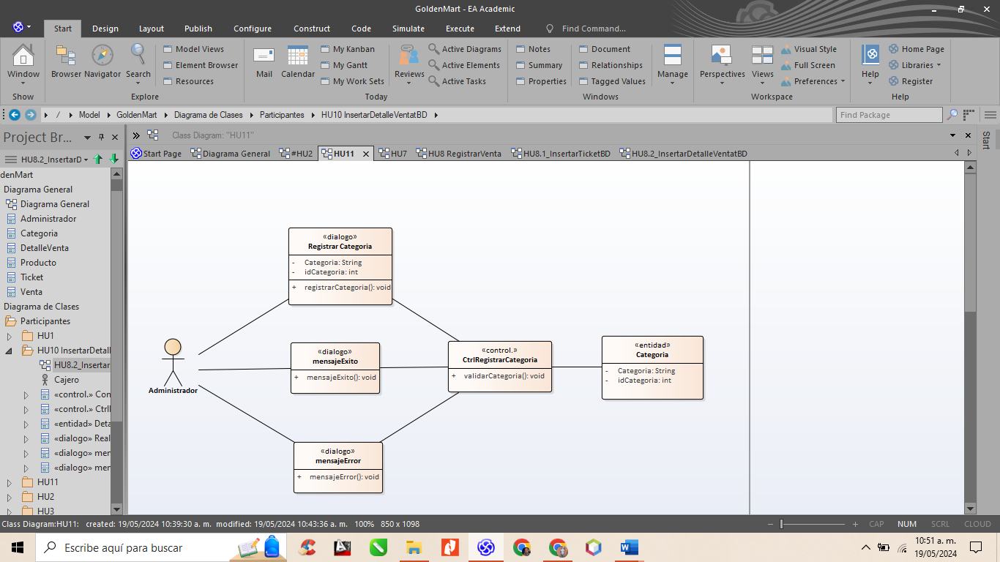 GoldenMart - EA Academic
Start Design Layout Publish Configure Construct Code Simulate Execute Extend Find Command...
Window
Show
Browser Navigator Search
Model Views
Element Browser
Resources
Explore
Mail Calendar
My Kanban
My Gantt
My Work Sets
Today
Reviews
Active Diagrams
Active Elements
Active Tasks
Notes
Summary
Properties
Document
Relationships
Tagged Values
Windows
Manage
Perspectives Views
Visual Style
Full Screen
Preferences
Workspace
Help
Home Page
Libraries
Register
Help
/ Model GoldenMart Diagrama de Clases Participantes HU10 InsertarDetalleVentatBD
Find Package
Project Br...
Class Diagram: "HU11"
Start
HU8.2_InsertarD
Start Page Diagrama General #HU2 HU11 HU7 HU8 RegistrarVenta HU8.1_InsertarTicketBD HU8.2_InsertarDetalleVentatBD
denMart
Diagrama General
Diagrama General
Administrador
Categoria
DetalleVenta
Producto
Ticket
Venta
Diagrama de Clases
Participantes
HU1
HU10 InsertarDetall
HU8.2_Insertar
Cajero
«control.» Con
«control.» Ctrl
«entidad» Deta
«dialogo» Real
«dialogo» men
«dialogo» men
HU11
HU2
HU3
«dialogo»
Registrar Categoria
- Categoria: String
- idCategoria: int
+ registrarCategoria(): void
Administrador
«dialogo»
mensajeExito
+ mensajeExito(): void
«dialogo»
mensajeError
+ mensajeError(): void
«control.»
CtrlRegistrarCategoria
+ validarCategoria(): void
«entidad»
Categoria
- Categoria: String
- idCategoria: int
Class Diagram:HU11: created: 19/05/2024 10:39:30 a. m. modified: 19/05/2024 10:43:36 a. m. 100% 850 x 1098
CAP NUM SCRL CLOUD
Escribe aquí para buscar
10:51 a. m.
19/05/2024